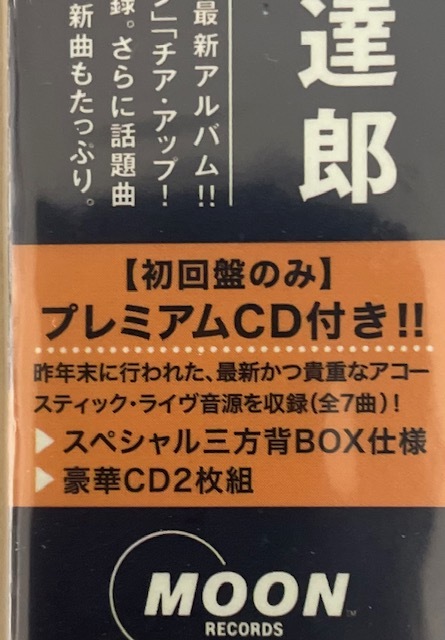 達郎
最新アルバム!!
」「チア・アップ!
録。さらに話題曲
新曲もたっぷり。
【初回盤のみ】
プレミアムCD付き!!
昨年末に行われた、最新かつ貴重なアコー
スティック・ライヴ音源を収録(全7曲)!
▶スペシャル三方背BOX仕様
▶豪華CD2枚組
MOON
RECORDS